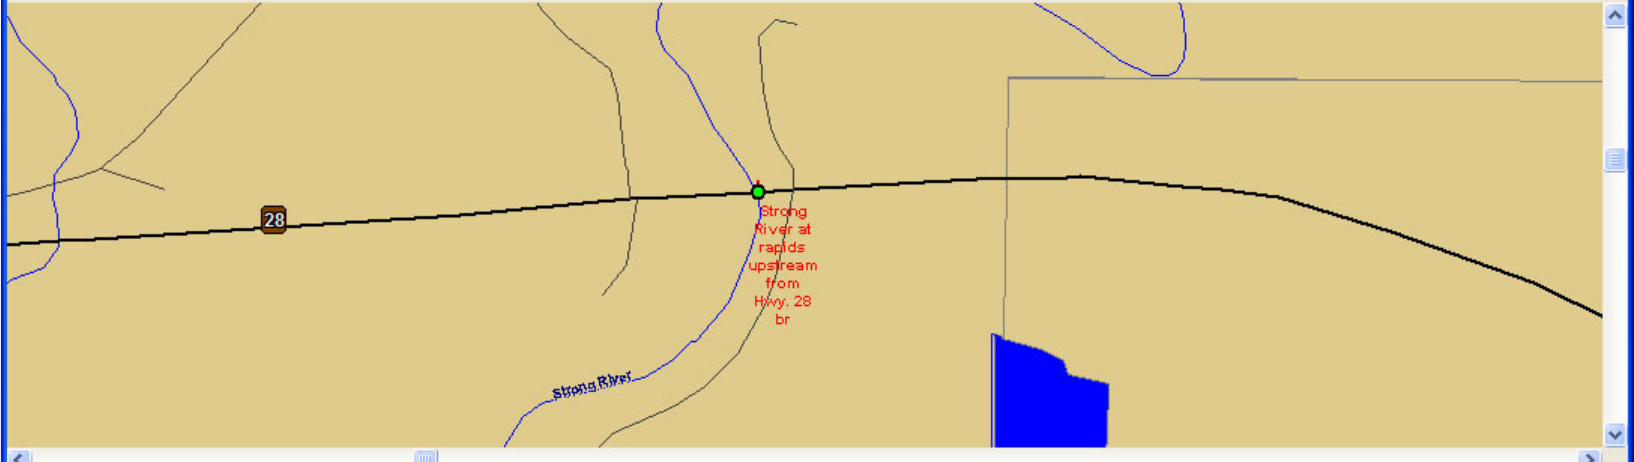 28
Strong
River at
rapids
upstream
from
Hwy. 28
br
Strong River